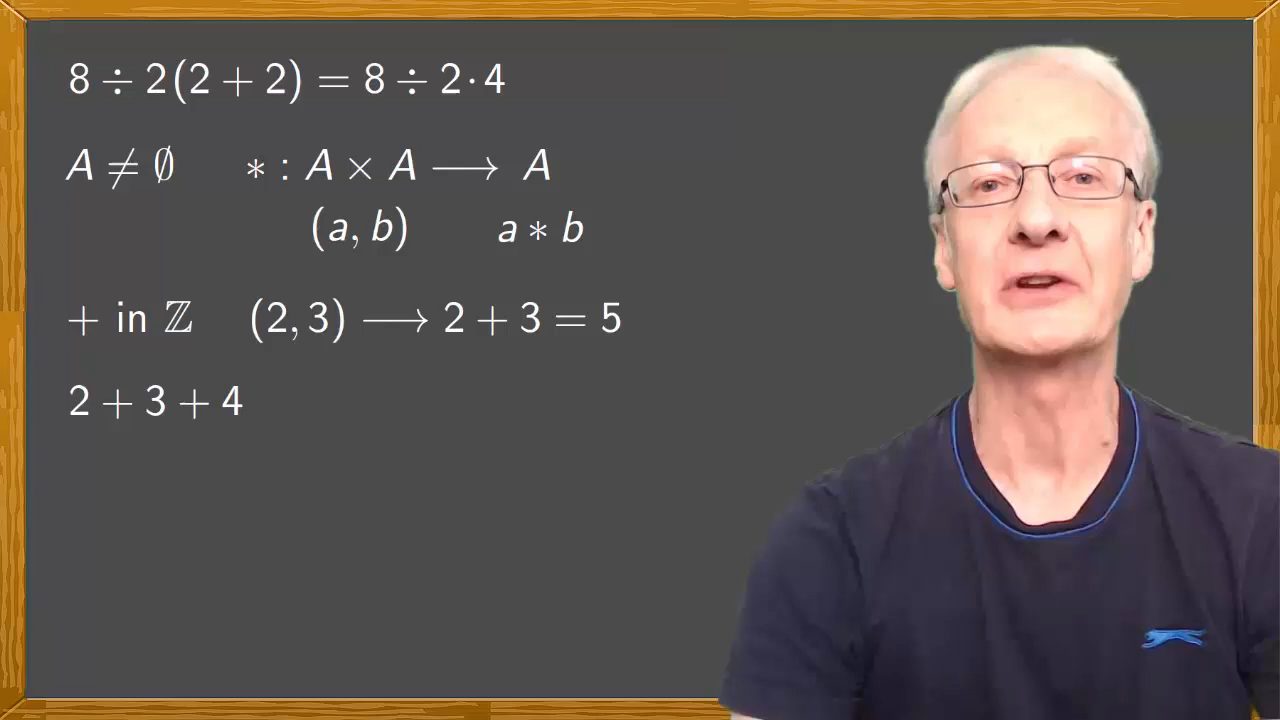 8 ÷ 2(2 + 2) = 8 ÷ 2 · 4
A ≠ ∅ ∗ : A × A ⟶ A
(a, b) a ∗ b
+ in ℤ (2, 3) ⟶ 2 + 3 = 5
2 + 3 + 4